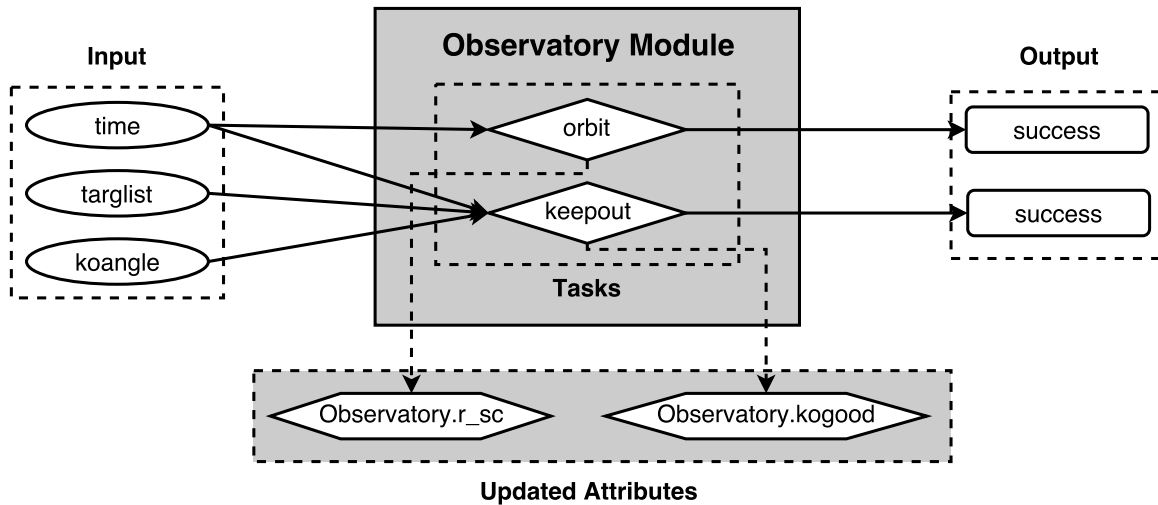 Observatory Module
Input
Output
time
orbit
success
targlist
keepout
success
koangle
Tasks
Observatory.r_sc
Observatory.kogood
Updated Attributes